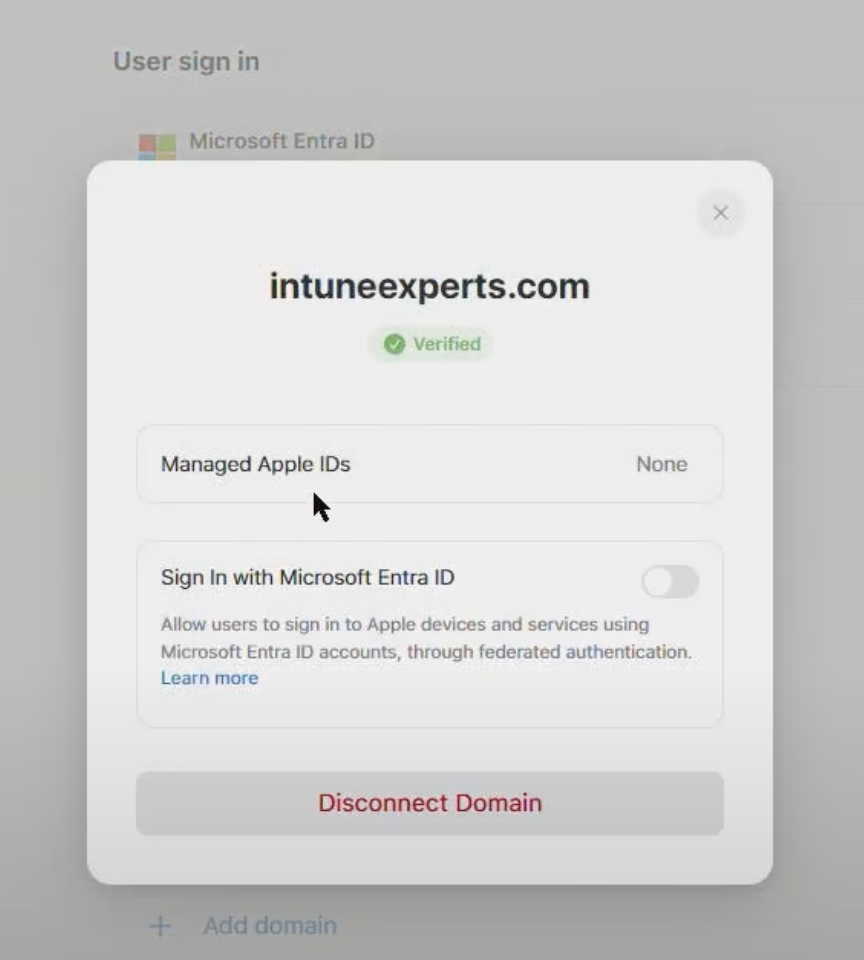 User sign in
Microsoft Entra ID
intuneexperts.com
Verified
Managed Apple IDs None
Sign In with Microsoft Entra ID
Allow users to sign in to Apple devices and services using
Microsoft Entra ID accounts, through federated authentication.
Learn more
Disconnect Domain
+ Add domain